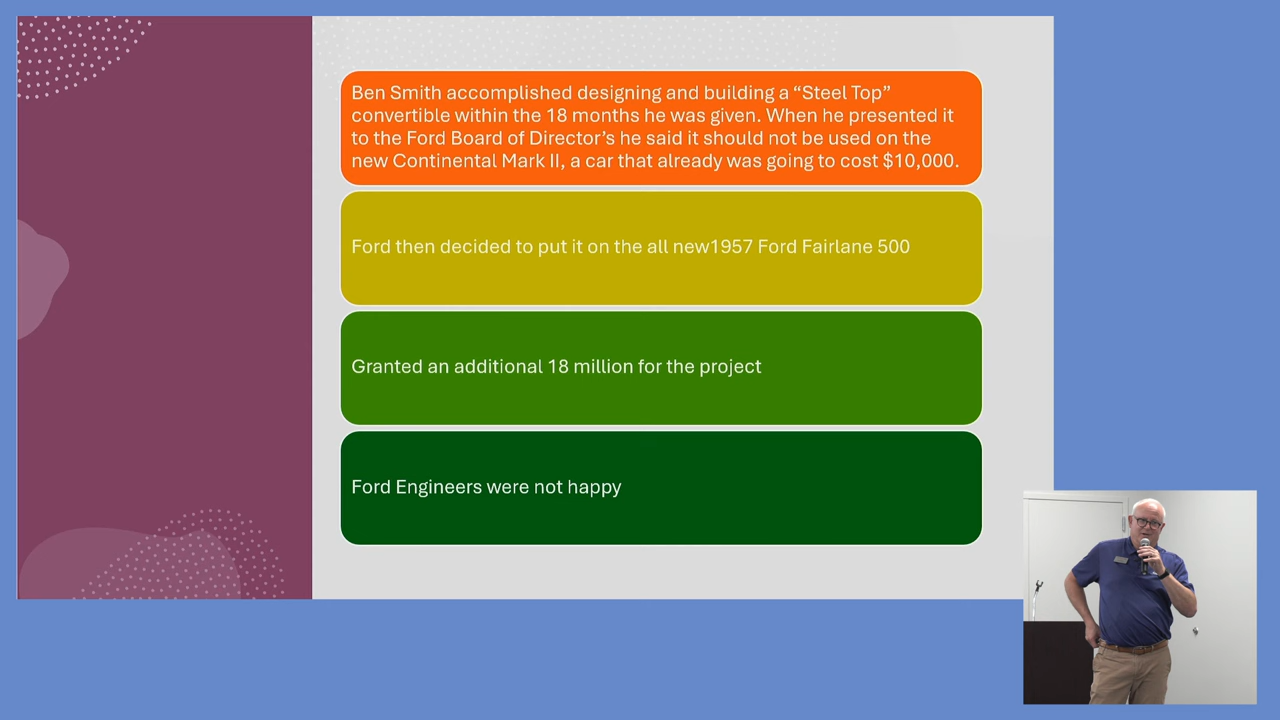 Ben Smith accomplished designing and building a “Steel Top”
convertible within the 18 months he was given. When he presented it
to the Ford Board of Director’s he said it should not be used on the
new Continental Mark II, a car that already was going to cost $10,000.
Ford then decided to put it on the all new1957 Ford Fairlane 500
Granted an additional 18 million for the project
Ford Engineers were not happy